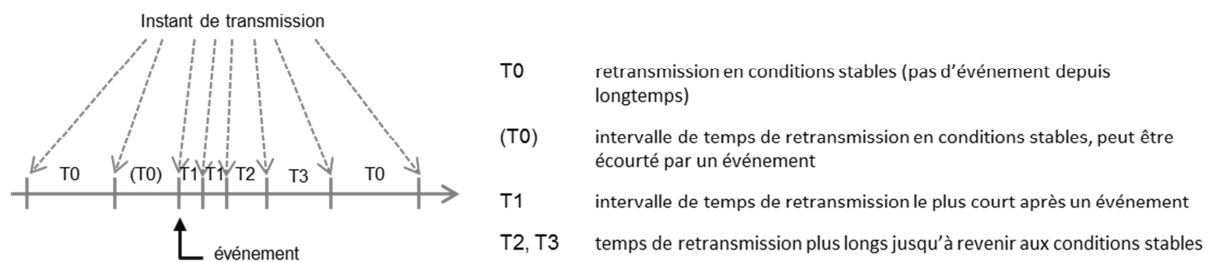 Instant de transmission
T0 (T0) T1 T1 T2 T3 T0
événement
T0 retransmission en conditions stables (pas d'événement depuis
longtemps)
(T0) intervalle de temps de retransmission en conditions stables, peut être
écourté par un événement
T1 intervalle de temps de retransmission le plus court après un événement
T2, T3 temps de retransmission plus longs jusqu'à revenir aux conditions stables